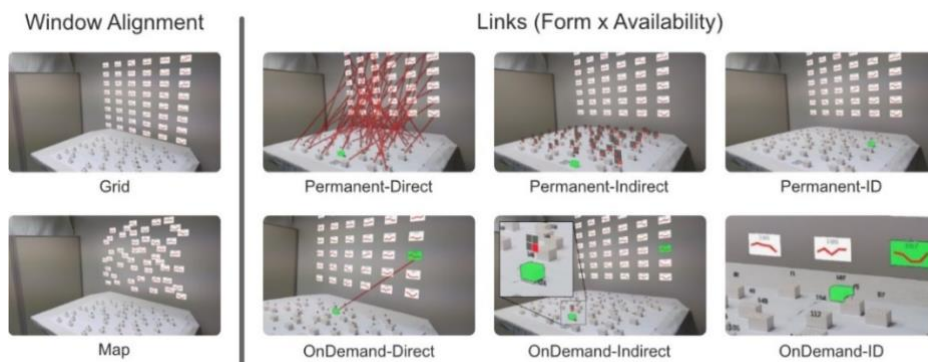 Window Alignment
Links (Form x Availability)
Grid
Permanent-Direct
Permanent-Indirect
Permanent-ID
Map
OnDemand-Direct
OnDemand-Indirect
OnDemand-ID